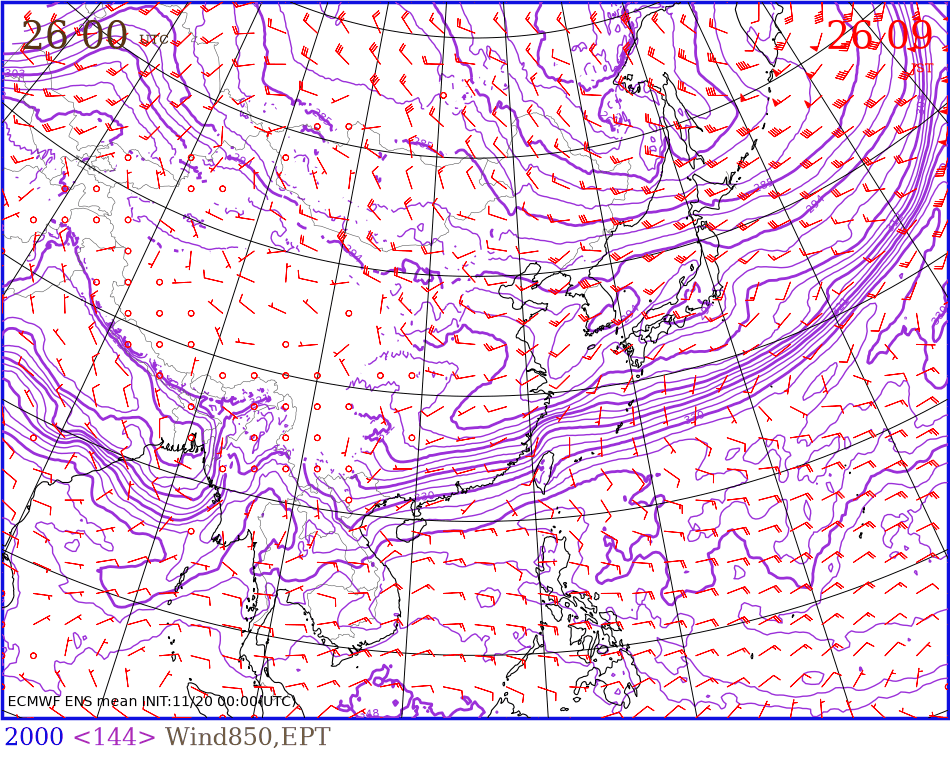 26 00 UTC
26 09
JST
ECMWF ENS mean INIT:11/20 00:00(UTC)
2000 <144> Wind850,EPT